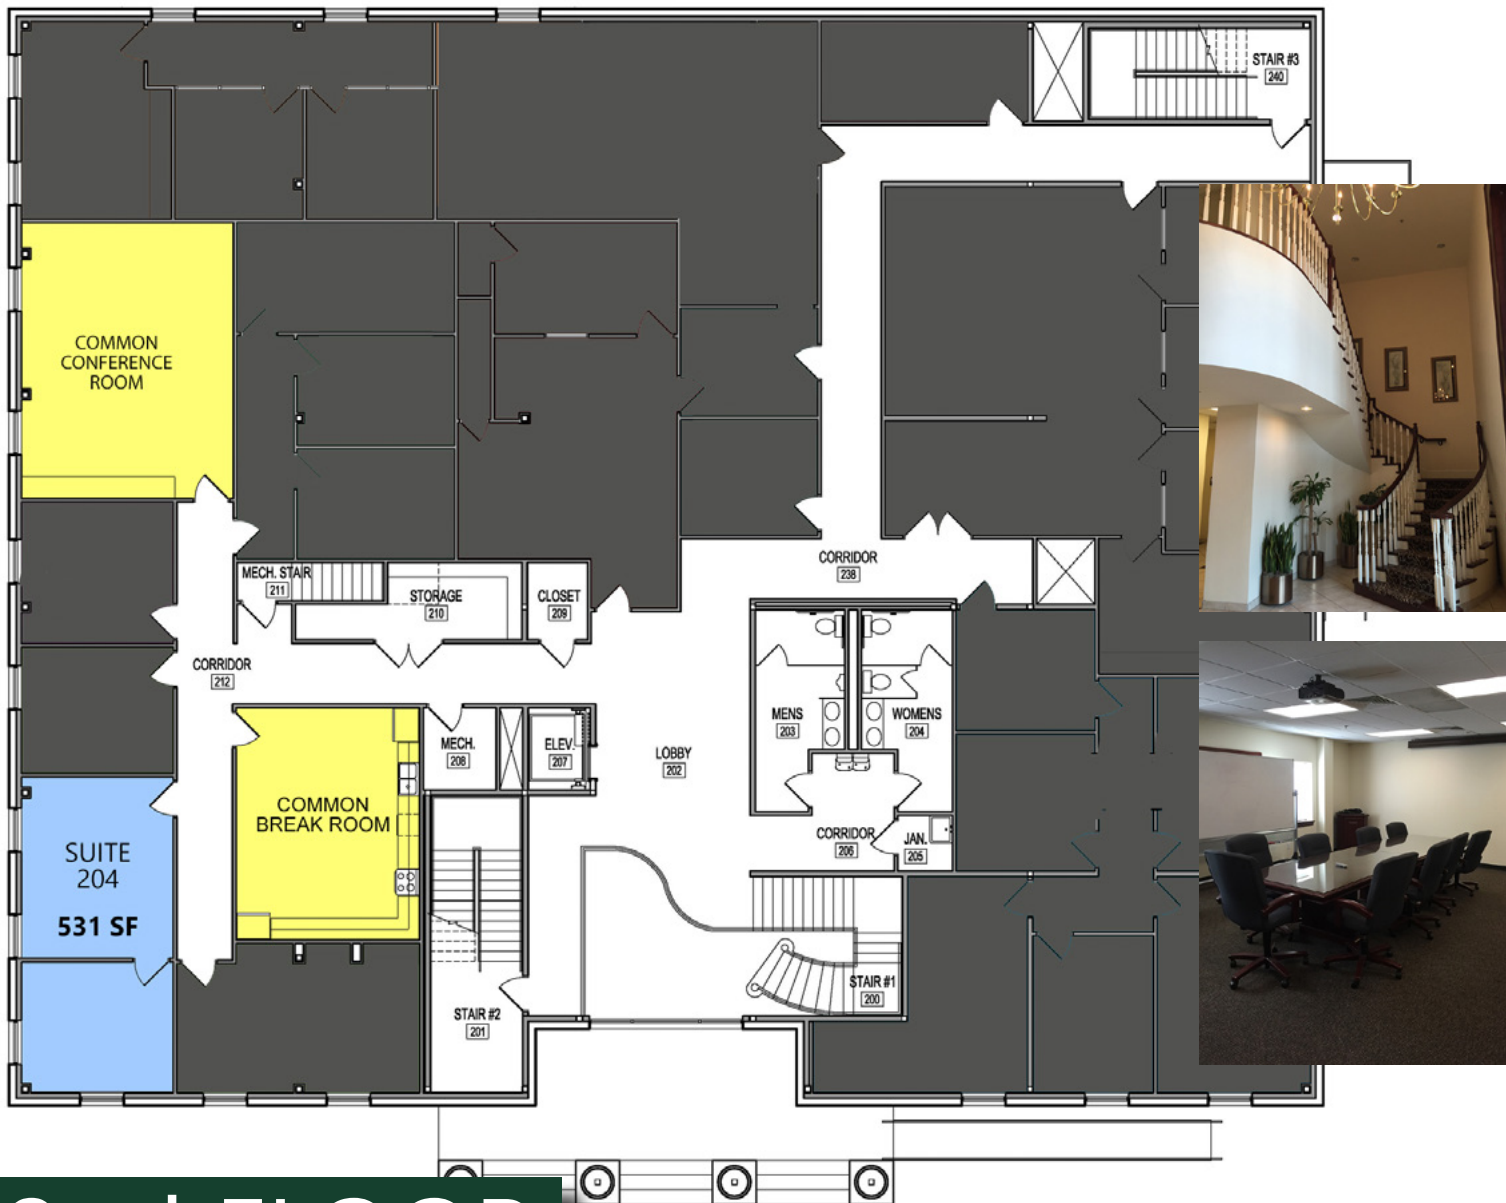 STAIR #3
240
COMMON
CONFERENCE
ROOM
CORRIDOR
238
MECH. STAIR
211
STORAGE
210
CLOSET
209
CORRIDOR
212
MENS
203
WOMENS
204
MECH.
208
ELEV.
207
LOBBY
202
COMMON
BREAK ROOM
CORRIDOR
206
JAN.
205
SUITE
204
531 SF
STAIR #1
200
STAIR #2
201
FLOOR